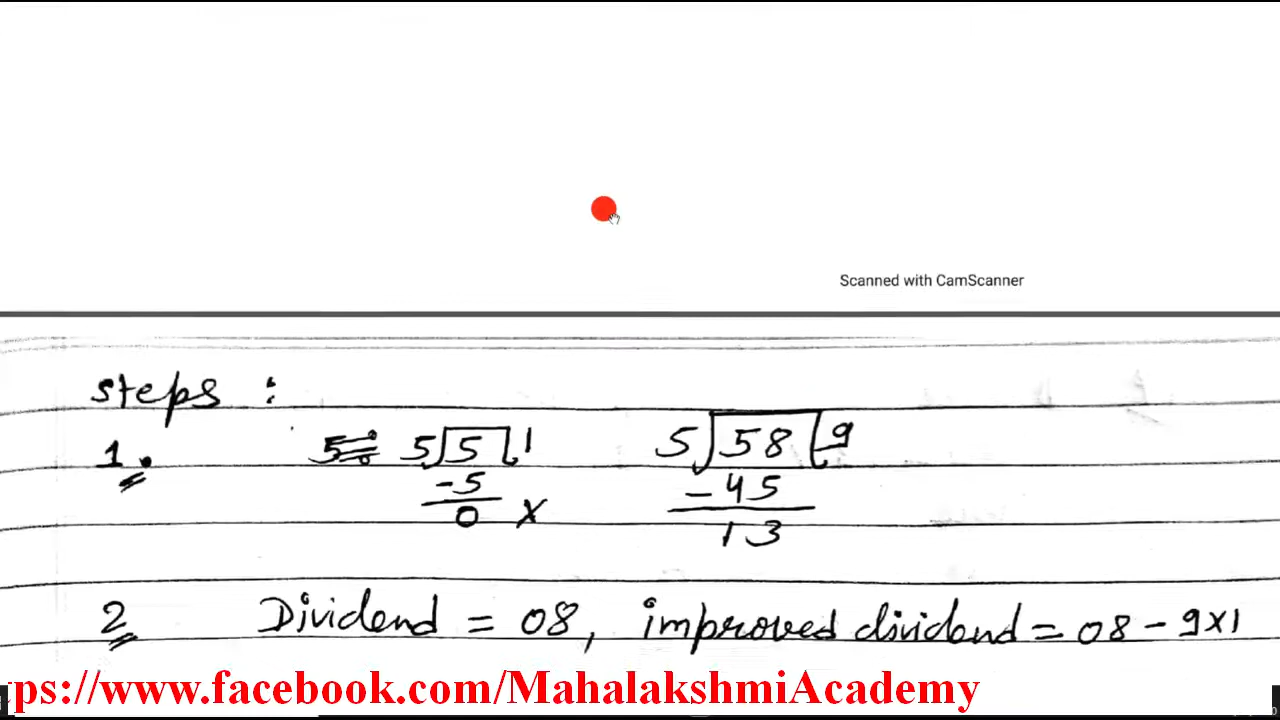 Scanned with CamScanner
steps :
1. 5÷ 5)5(1 5)58(9
-5 -45
0 x 13
2 Dividend = 08, improved dividend = 08 - 9x1
ps://www.facebook.com/MahalakshmiAcademy